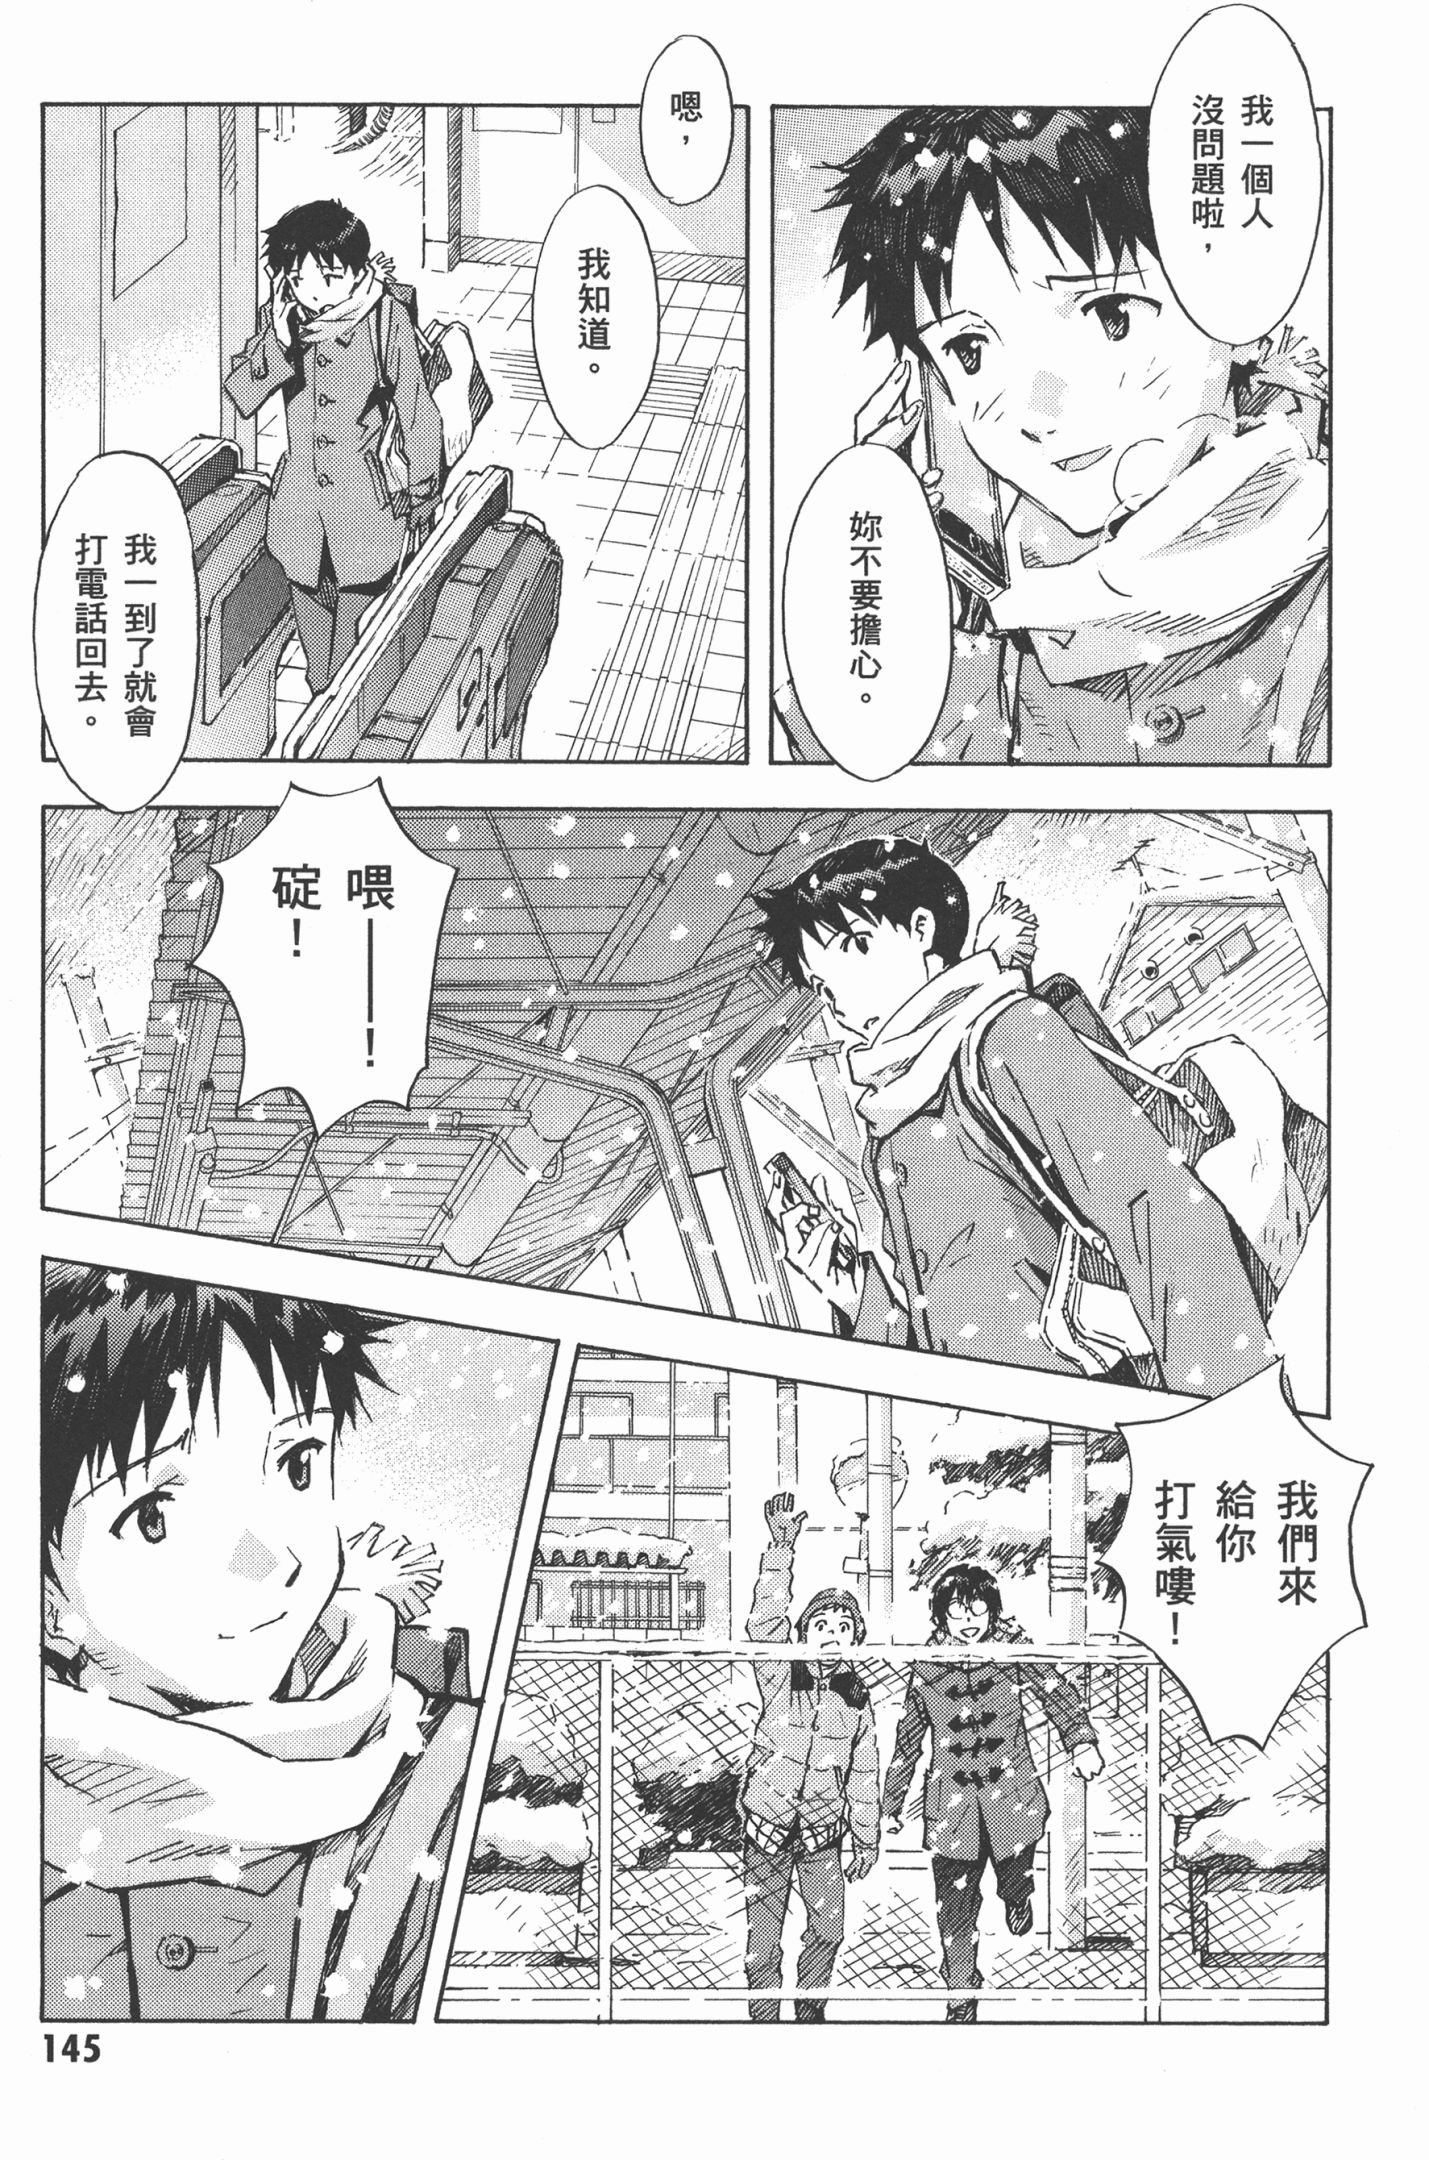 我一個人
沒問題啦，
妳不要擔心。
嗯，
我知道。
我一到了就會
打電話回去。
喂——！
碇！
我們來
給你
打氣嘍！
145